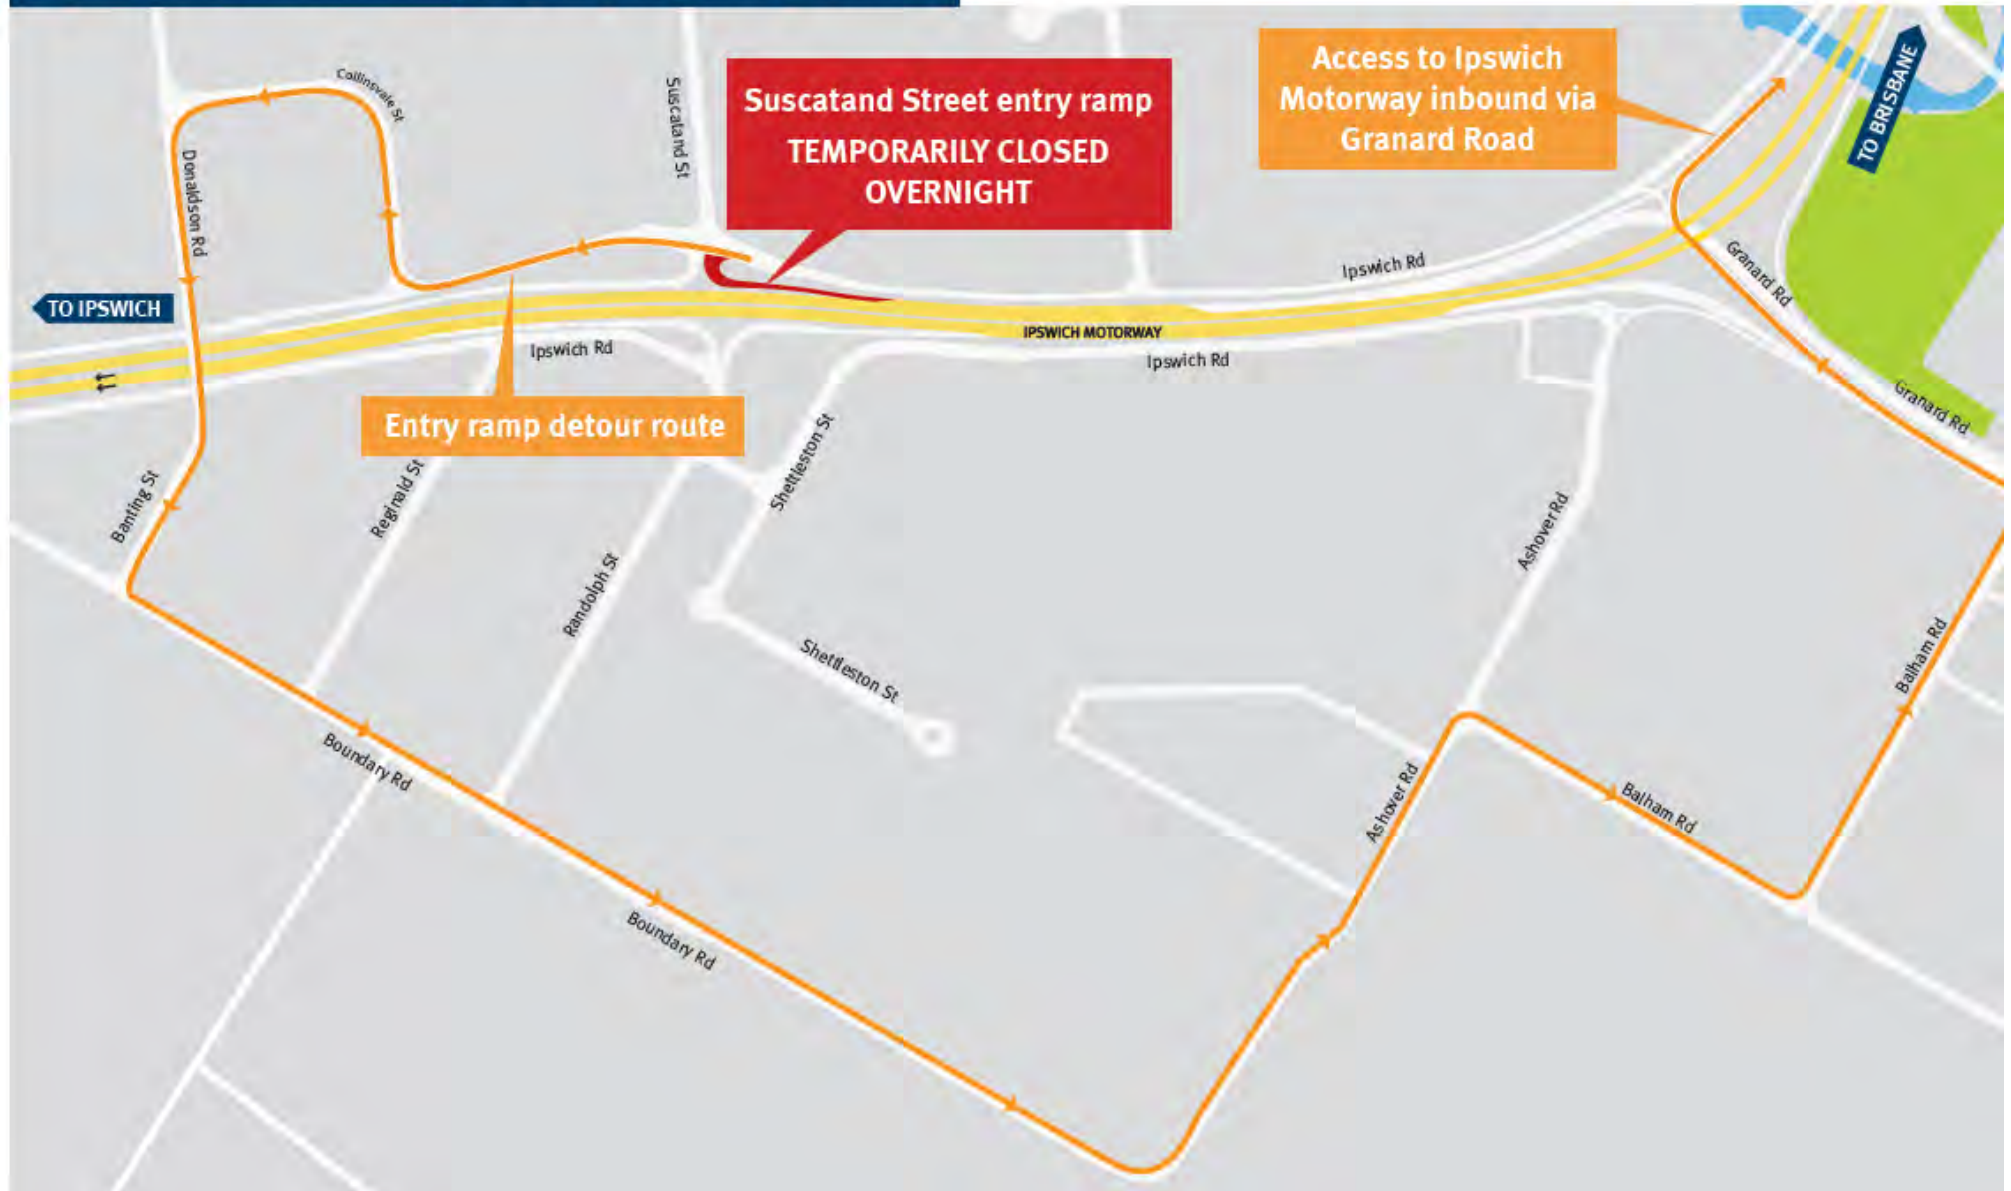 Collinsvale St
Suscatand St
Suscatand Street entry ramp
TEMPORARILY CLOSED
OVERNIGHT
Access to Ipswich
Motorway inbound via
Granard Road
TO BRISBANE
Donaldson Rd
TO IPSWICH
Ipswich Rd
Granard Rd
IPSWICH MOTORWAY
Ipswich Rd
Ipswich Rd
Granard Rd
Entry ramp detour route
Banting St
Reginald St
Shettleston St
Ashover Rd
Randolph St
Shettleston St
Balham Rd
Boundary Rd
Ashover Rd
Balham Rd
Boundary Rd